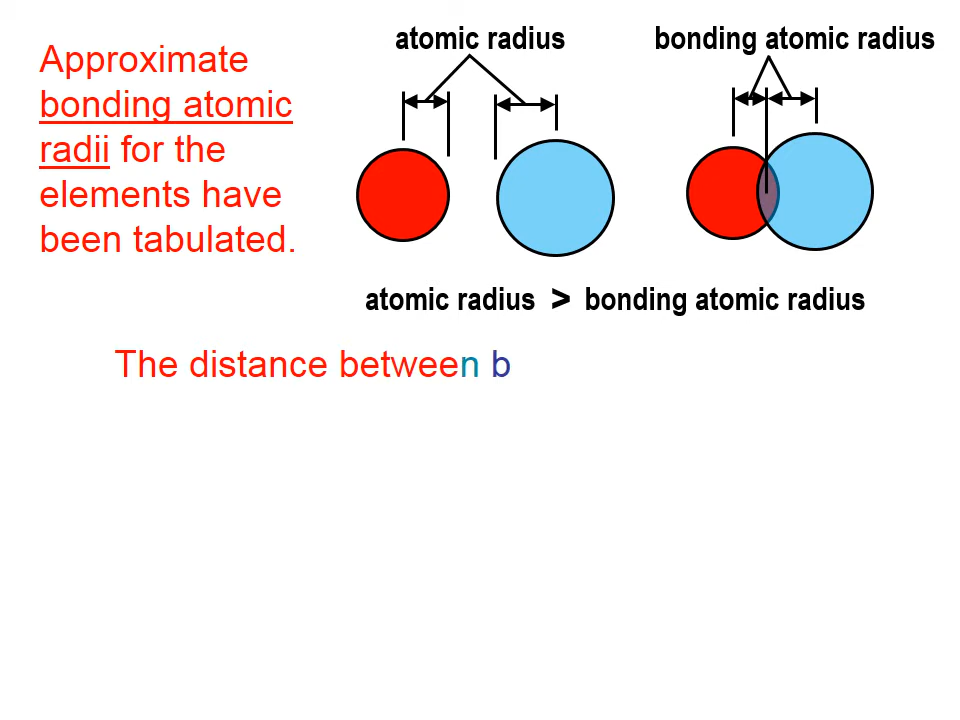 Approximate
bonding atomic
radii for the
elements have
been tabulated.
atomic radius
bonding atomic radius
atomic radius > bonding atomic radius
The distance between b